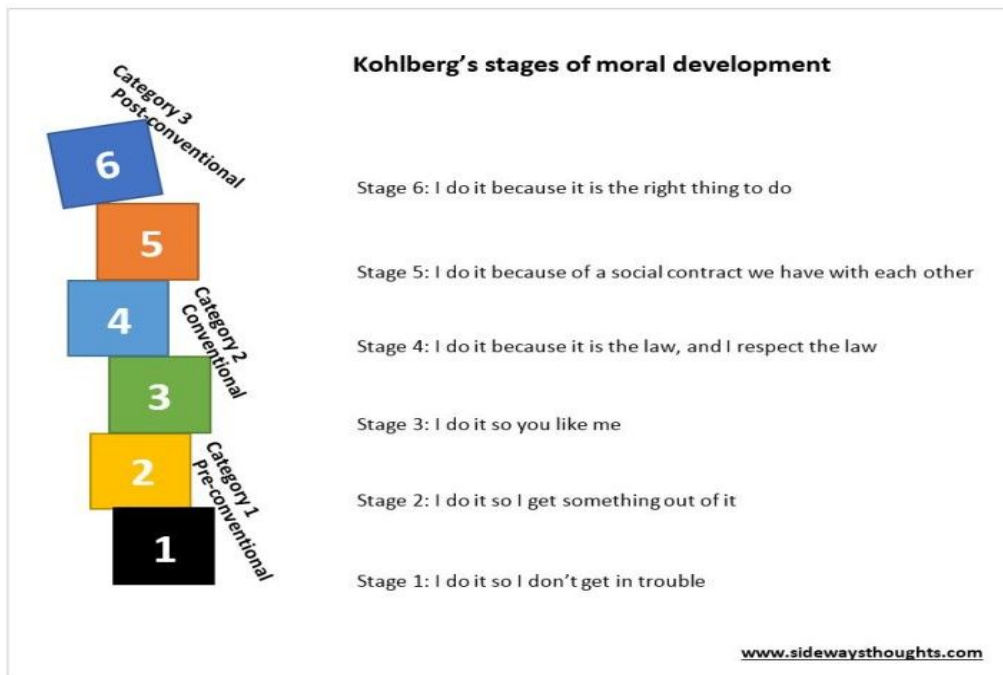 Kohlberg's stages of moral development
Category 3
Post-conventional
6
Stage 6: I do it because it is the right thing to do
5
Stage 5: I do it because of a social contract we have with each other
Category 2
Conventional
4
Stage 4: I do it because it is the law, and I respect the law
3
Stage 3: I do it so you like me
Category 1
Pre-conventional
2
Stage 2: I do it so I get something out of it
1
Stage 1: I do it so I don't get in trouble
www.sidewaysthoughts.com